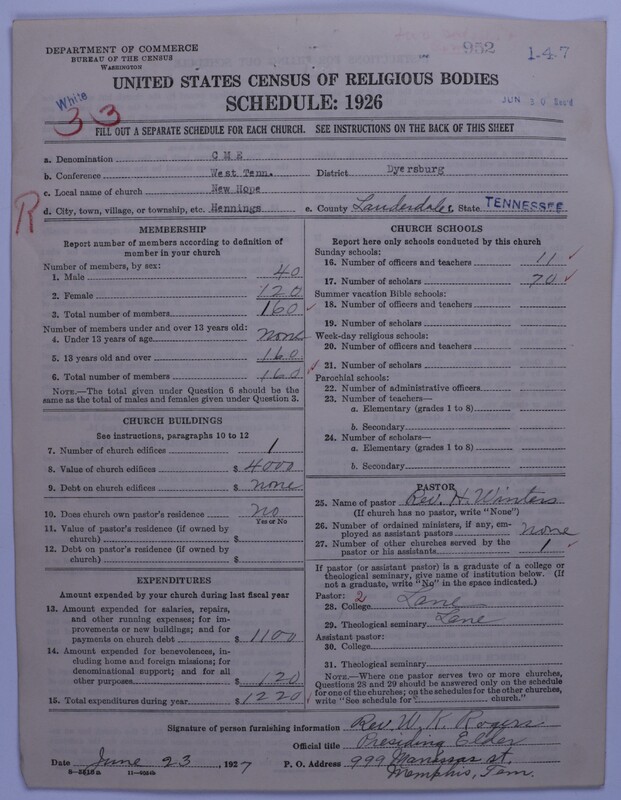 DEPARTMENT OF COMMERCE
BUREAU OF THE CENSUS
WASHINGTON
952
1-4-7
UNITED STATES CENSUS OF RELIGIOUS BODIES
SCHEDULE: 1926
JUN 30 Rec'd
White
33
FILL OUT A SEPARATE SCHEDULE FOR EACH CHURCH. SEE INSTRUCTIONS ON THE BACK OF THIS SHEET
a. Denomination C M E
b. Conference West Tenn. District Dyersburg
c. Local name of church New Hope
d. City, town, village, or township, etc. Hennings e. County Lauderdale, State TENNESSEE
R
MEMBERSHIP
Report number of members according to definition of
member in your church
Number of members, by sex:
1. Male 40
2. Female 120
3. Total number of members 160
Number of members under and over 13 years old:
4. Under 13 years of age None
5. 13 years old and over 160
6. Total number of members 160
NOTE.—The total given under Question 6 should be the
same as the total of males and females given under Question 3.
CHURCH BUILDINGS
See instructions, paragraphs 10 to 12
7. Number of church edifices 1
8. Value of church edifices $ 4000
9. Debt on church edifices $ None
10. Does church own pastor's residence No
Yes or No
11. Value of pastor's residence (if owned by
church) $
12. Debt on pastor's residence (if owned by
church) $
EXPENDITURES
Amount expended by your church during last fiscal year
13. Amount expended for salaries, repairs,
and other running expenses; for im-
provements or new buildings; and for
payments on church debt $ 1100
14. Amount expended for benevolences, in-
cluding home and foreign missions; for
denominational support; and for all
other purposes $ 120
15. Total expenditures during year $ 1220
CHURCH SCHOOLS
Report here only schools conducted by this church
Sunday schools:
16. Number of officers and teachers 11
17. Number of scholars 70
Summer vacation Bible schools:
18. Number of officers and teachers
19. Number of scholars
Week-day religious schools:
20. Number of officers and teachers
21. Number of scholars
Parochial schools:
22. Number of administrative officers
23. Number of teachers—
a. Elementary (grades 1 to 8)
b. Secondary
24. Number of scholars—
a. Elementary (grades 1 to 8)
b. Secondary
PASTOR
25. Name of pastor Rev. H. Winters
(If church has no pastor, write "None")
26. Number of ordained ministers, if any, em-
ployed as assistant pastors None
27. Number of other churches served by the
pastor or his assistants 1
If pastor (or assistant pastor) is a graduate of a college or
theological seminary, give name of institution below. (If
not a graduate, write "No" in the space indicated.)
Pastor: 2
28. College Lane
29. Theological seminary Lane
Assistant pastor:
30. College
31. Theological seminary
NOTE.—Where one pastor serves two or more churches,
Questions 28 and 29 should be answered only on the schedule
for one of the churches; on the schedules for the other churches,
write "See schedule for church."
Signature of person furnishing information Rev W. K. Rogers
Official title Presiding Elder
Date June 23, 1927 P. O. Address 999 Manassas st.
Memphis, Tenn.